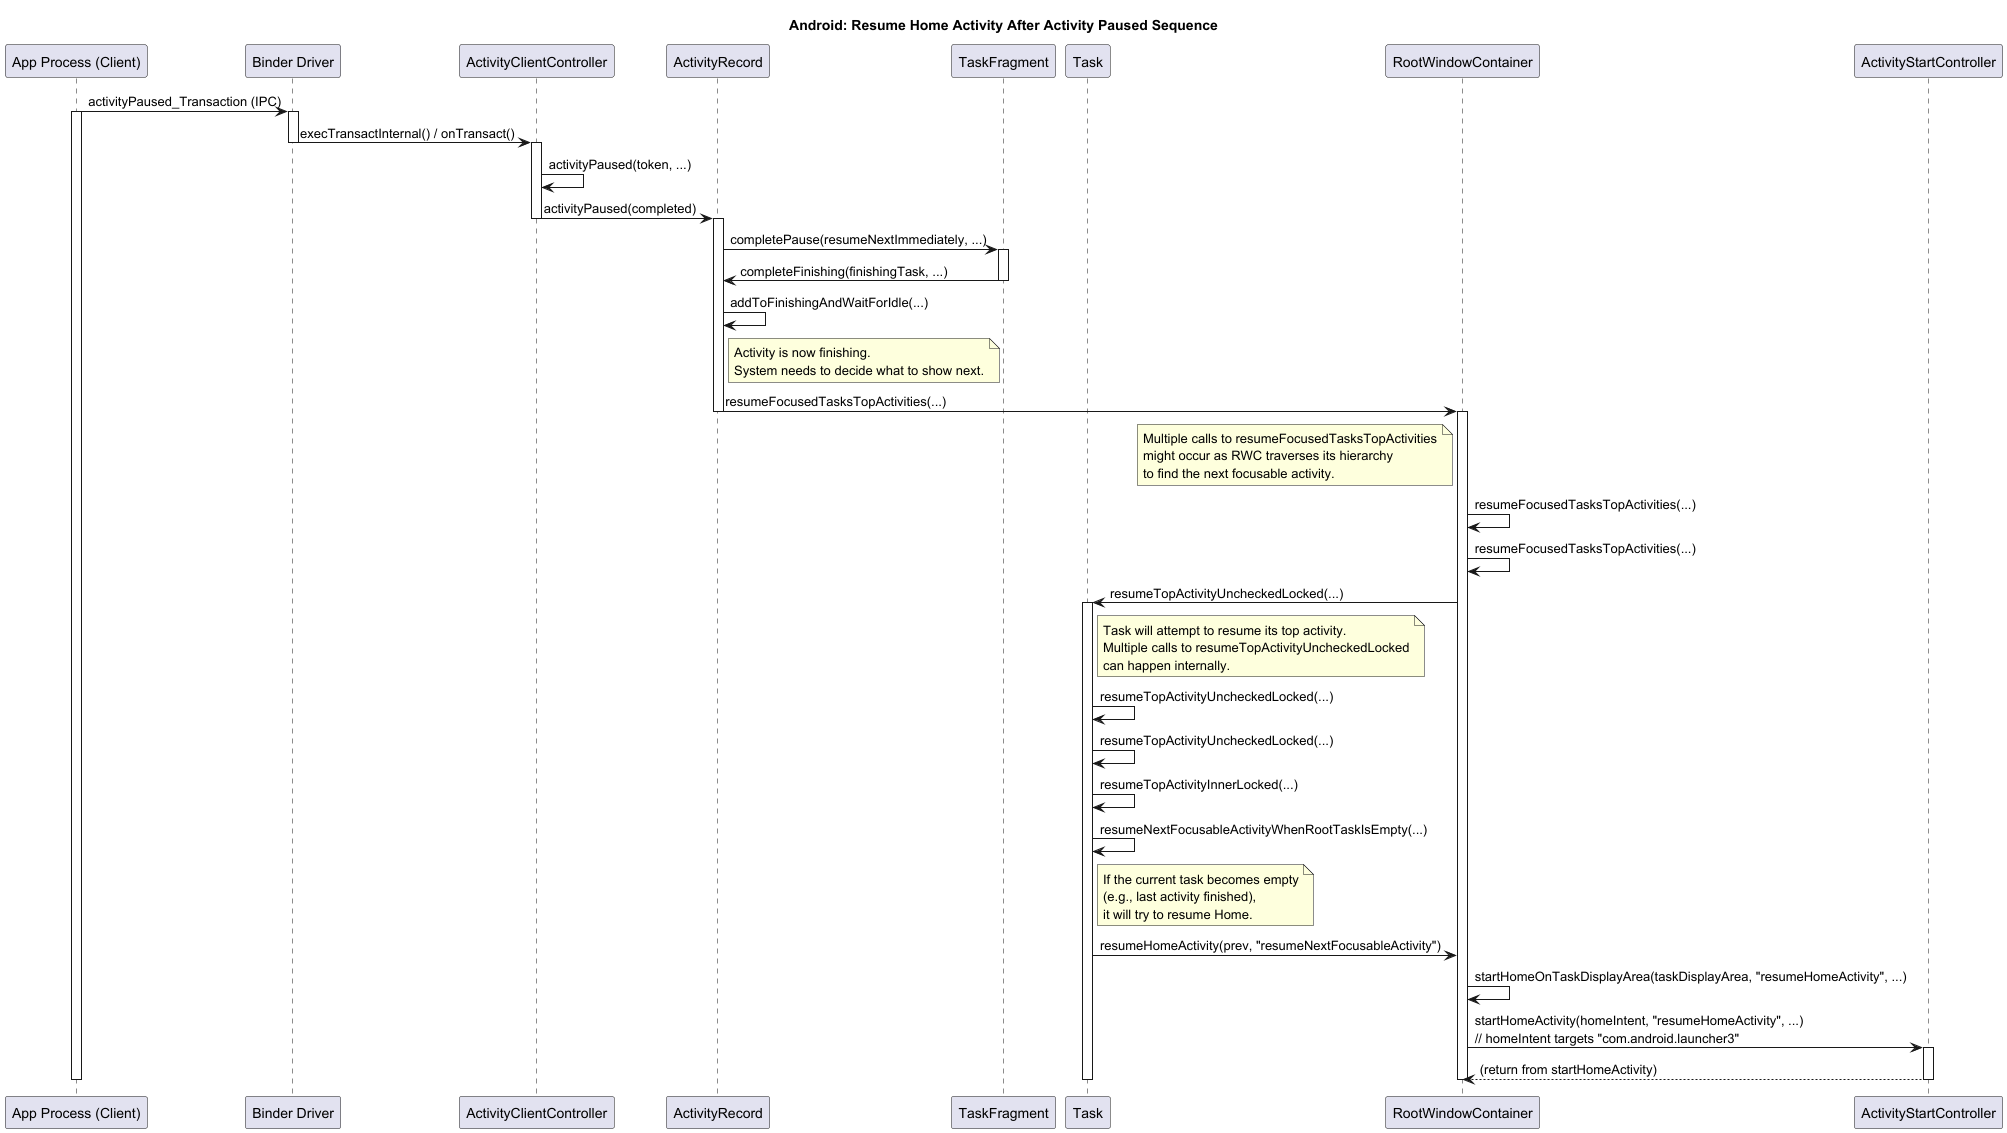 Android: Resume Home Activity After Activity Paused Sequence
App Process (Client)
Binder Driver
ActivityClientController
ActivityRecord
TaskFragment
Task
RootWindowContainer
ActivityStartController
activityPaused_Transaction (IPC)
execTransactInternal() / onTransact()
activityPaused(token, ...)
activityPaused(completed)
completePause(resumeNextImmediately, ...)
completeFinishing(finishingTask, ...)
addToFinishingAndWaitForIdle(...)
Activity is now finishing.
System needs to decide what to show next.
resumeFocusedTasksTopActivities(...)
Multiple calls to resumeFocusedTasksTopActivities
might occur as RWC traverses its hierarchy
to find the next focusable activity.
resumeFocusedTasksTopActivities(...)
resumeFocusedTasksTopActivities(...)
resumeTopActivityUncheckedLocked(...)
Task will attempt to resume its top activity.
Multiple calls to resumeTopActivityUncheckedLocked
can happen internally.
resumeTopActivityUncheckedLocked(...)
resumeTopActivityUncheckedLocked(...)
resumeTopActivityInnerLocked(...)
resumeNextFocusableActivityWhenRootTaskIsEmpty(...)
If the current task becomes empty
(e.g., last activity finished),
it will try to resume Home.
resumeHomeActivity(prev, "resumeNextFocusableActivity")
startHomeOnTaskDisplayArea(taskDisplayArea, "resumeHomeActivity", ...)
startHomeActivity(homeIntent, "resumeHomeActivity", ...)
// homeIntent targets "com.android.launcher3"
(return from startHomeActivity)
App Process (Client)
Binder Driver
ActivityClientController
ActivityRecord
TaskFragment
Task
RootWindowContainer
ActivityStartController